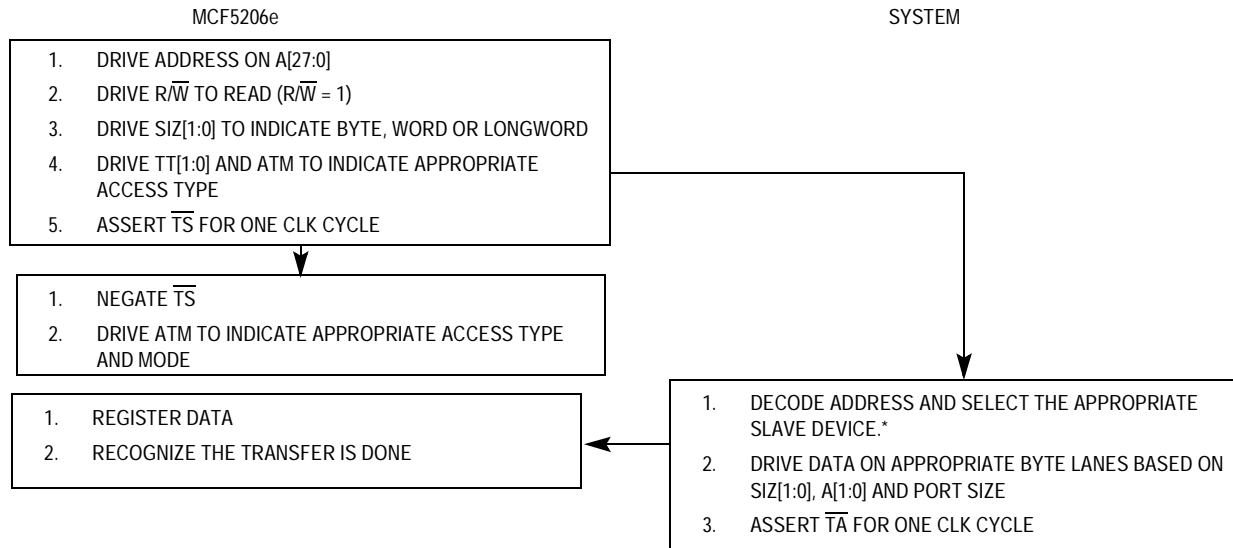 MCF5206e
SYSTEM
1. DRIVE ADDRESS ON A[27:0]
2. DRIVE R/W̅ TO READ (R/W̅ = 1)
3. DRIVE SIZ[1:0] TO INDICATE BYTE, WORD OR LONGWORD
4. DRIVE TT[1:0] AND ATM TO INDICATE APPROPRIATE
ACCESS TYPE
5. ASSERT T̅S̅ FOR ONE CLK CYCLE
1. NEGATE T̅S̅
2. DRIVE ATM TO INDICATE APPROPRIATE ACCESS TYPE
AND MODE
1. REGISTER DATA
2. RECOGNIZE THE TRANSFER IS DONE
1. DECODE ADDRESS AND SELECT THE APPROPRIATE
SLAVE DEVICE.*
2. DRIVE DATA ON APPROPRIATE BYTE LANES BASED ON
SIZ[1:0], A[1:0] AND PORT SIZE
3. ASSERT T̅A̅ FOR ONE CLK CYCLE